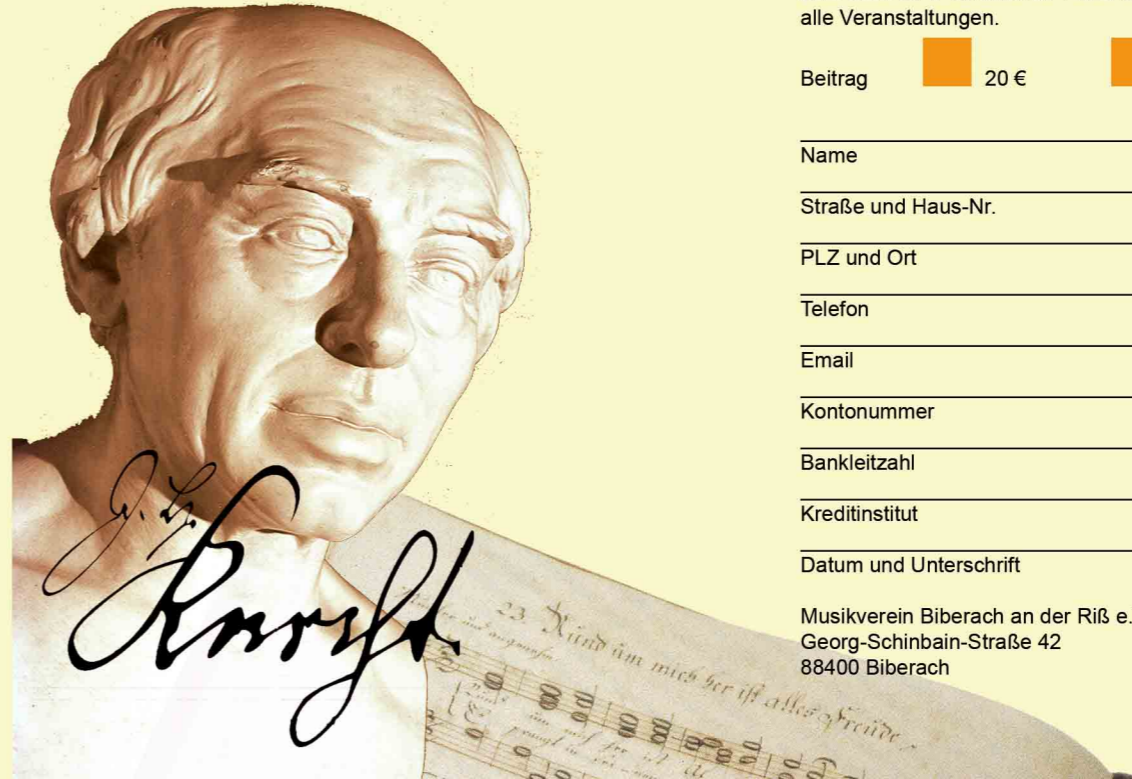 alle Veranstaltungen.
Beitrag 20 €
Name
Straße und Haus-Nr.
PLZ und Ort
Telefon
Email
Kontonummer
Bankleitzahl
Kreditinstitut
Datum und Unterschrift
Musikverein Biberach an der Riß e.
Georg-Schinbain-Straße 42
88400 Biberach
Knecht.
23. Rund um mich her ist alles Freude